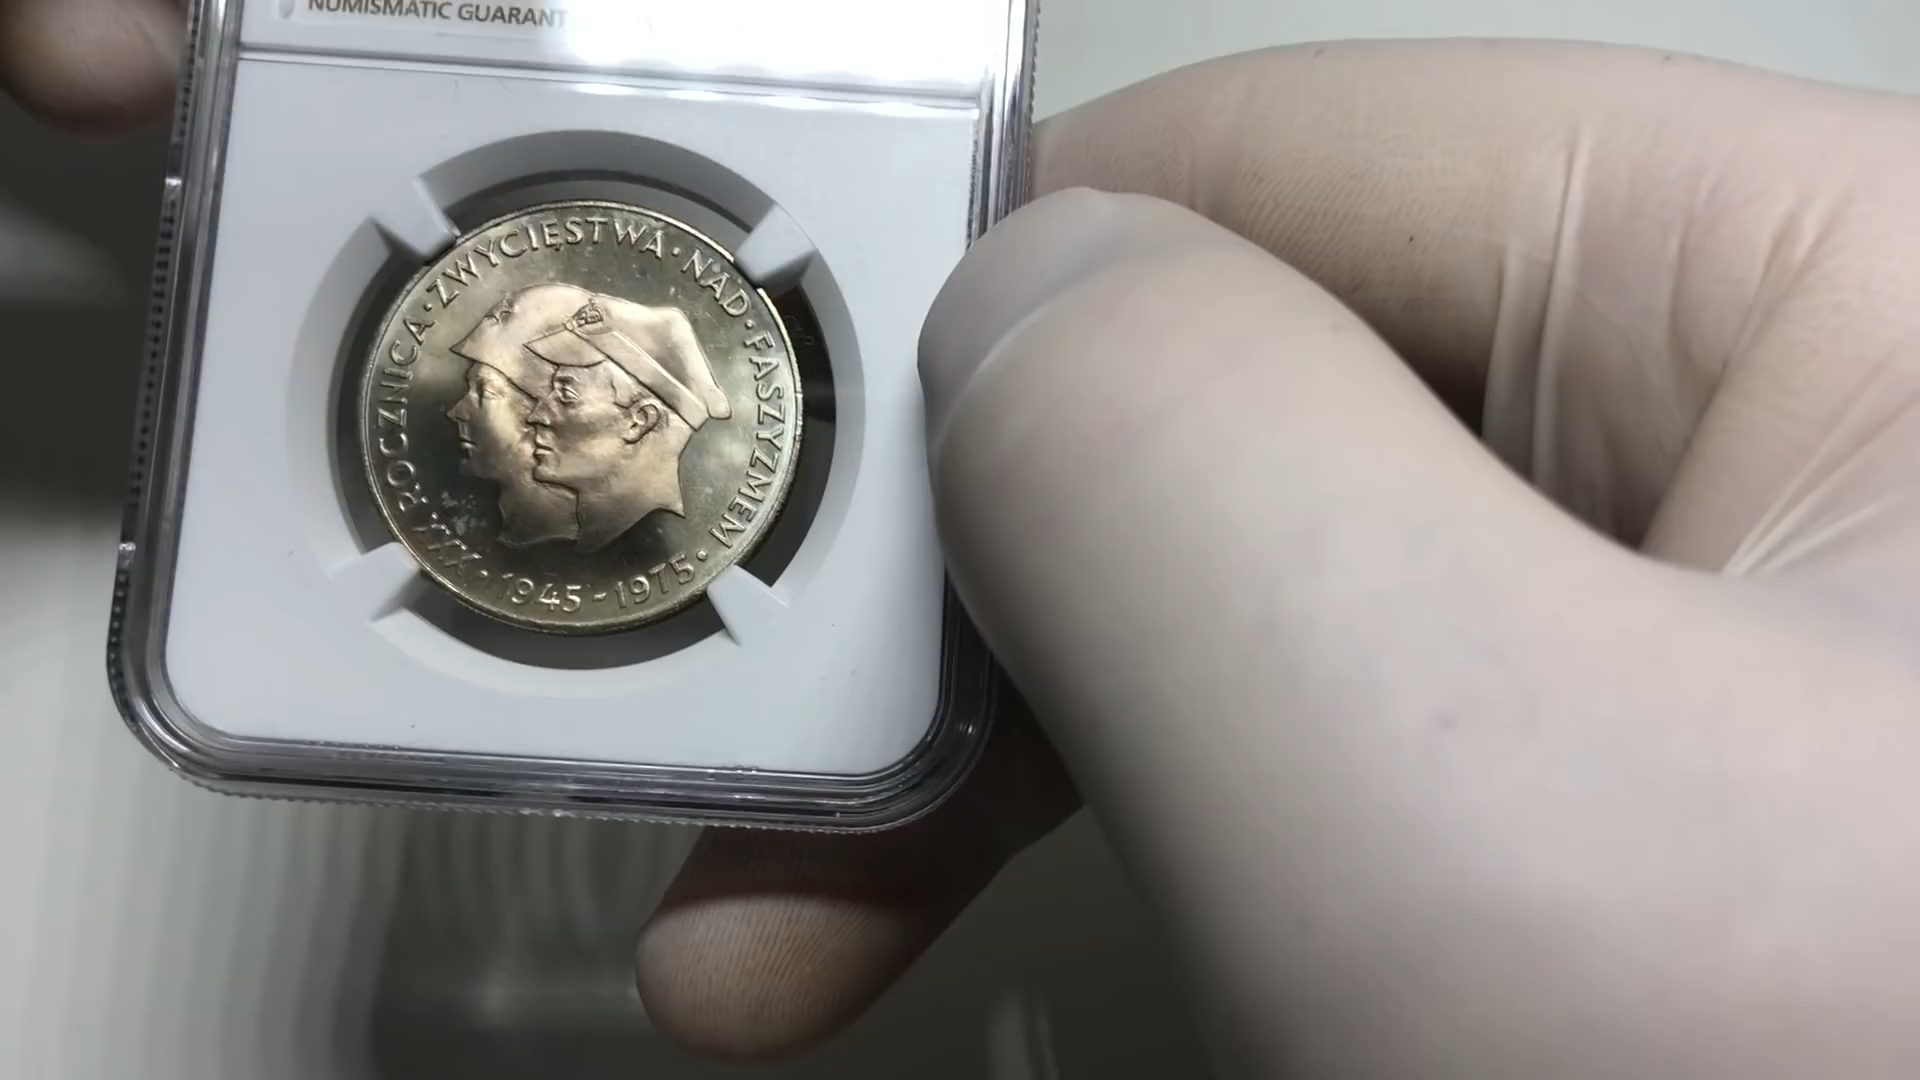 NUMISMATIC GUARANT
XXX ROCZNICA · ZWYCIĘSTWA · NAD · FASZYZMEM ·
1945 - 1975 ·